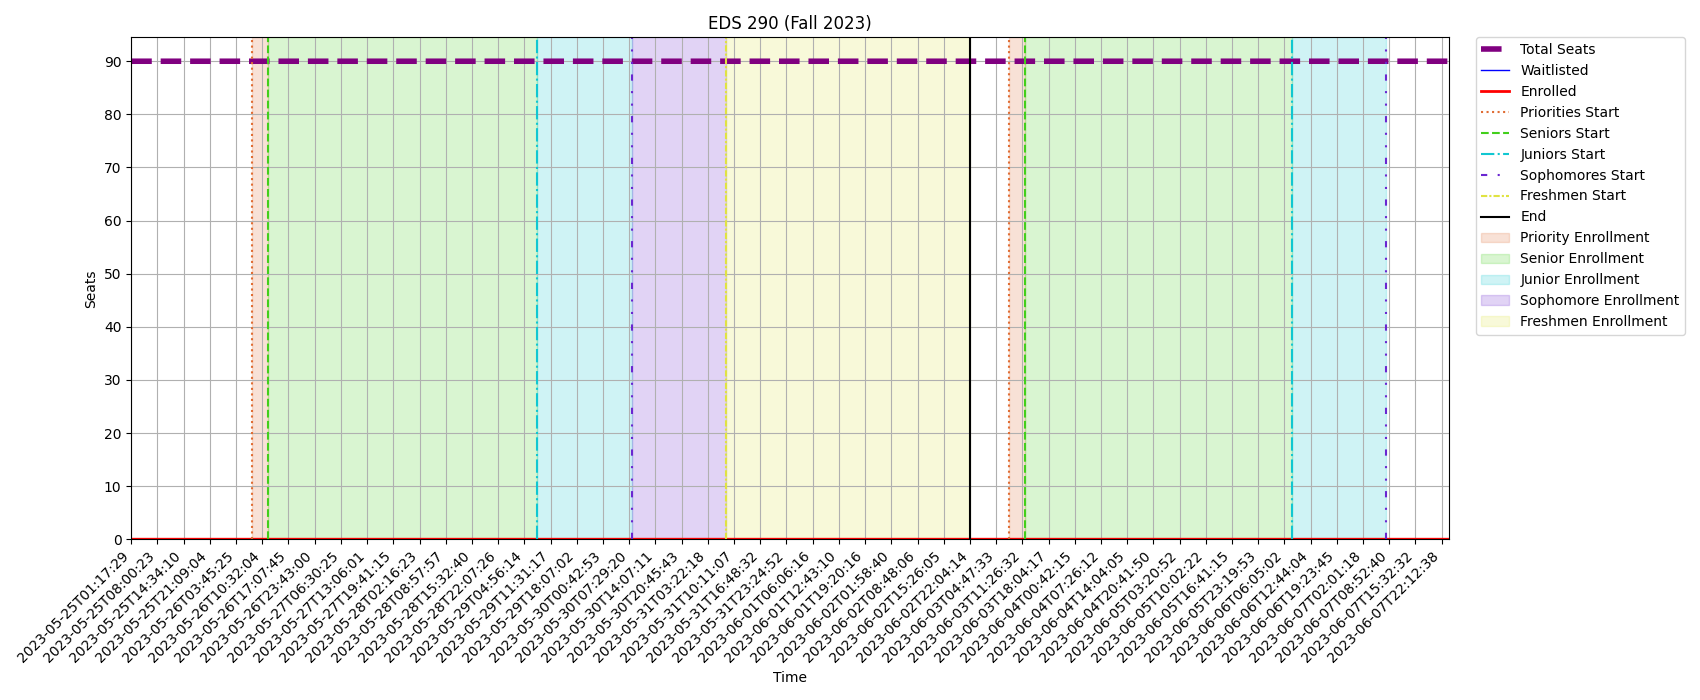 EDS 290 (Fall 2023)
Seats
90
80
70
60
50
40
30
20
10
0
2023-05-25T01:17:29
2023-05-25T08:00:23
2023-05-25T14:34:10
2023-05-25T21:09:04
2023-05-26T03:45:25
2023-05-26T10:32:04
2023-05-26T17:07:45
2023-05-26T23:43:00
2023-05-27T06:30:25
2023-05-27T13:06:01
2023-05-27T19:41:15
2023-05-28T02:16:23
2023-05-28T08:57:57
2023-05-28T15:32:40
2023-05-28T22:07:26
2023-05-29T04:56:14
2023-05-29T11:31:17
2023-05-29T18:07:02
2023-05-30T00:42:53
2023-05-30T07:29:20
2023-05-30T14:07:11
2023-05-30T20:45:43
2023-05-31T03:22:18
2023-05-31T10:11:07
2023-05-31T16:48:32
2023-05-31T23:24:52
2023-06-01T06:06:16
2023-06-01T12:43:10
2023-06-01T19:20:16
2023-06-02T01:58:40
2023-06-02T08:48:06
2023-06-02T15:26:05
2023-06-02T22:04:14
2023-06-03T04:47:33
2023-06-03T11:26:32
2023-06-03T18:04:17
2023-06-04T00:42:15
2023-06-04T07:26:12
2023-06-04T14:04:05
2023-06-04T20:41:50
2023-06-05T03:20:52
2023-06-05T10:02:22
2023-06-05T16:41:15
2023-06-05T23:19:53
2023-06-06T06:05:02
2023-06-06T12:44:04
2023-06-06T19:23:45
2023-06-07T02:01:18
2023-06-07T08:52:40
2023-06-07T15:32:32
2023-06-07T22:12:38
Time
Total Seats
Waitlisted
Enrolled
Priorities Start
Seniors Start
Juniors Start
Sophomores Start
Freshmen Start
End
Priority Enrollment
Senior Enrollment
Junior Enrollment
Sophomore Enrollment
Freshmen Enrollment